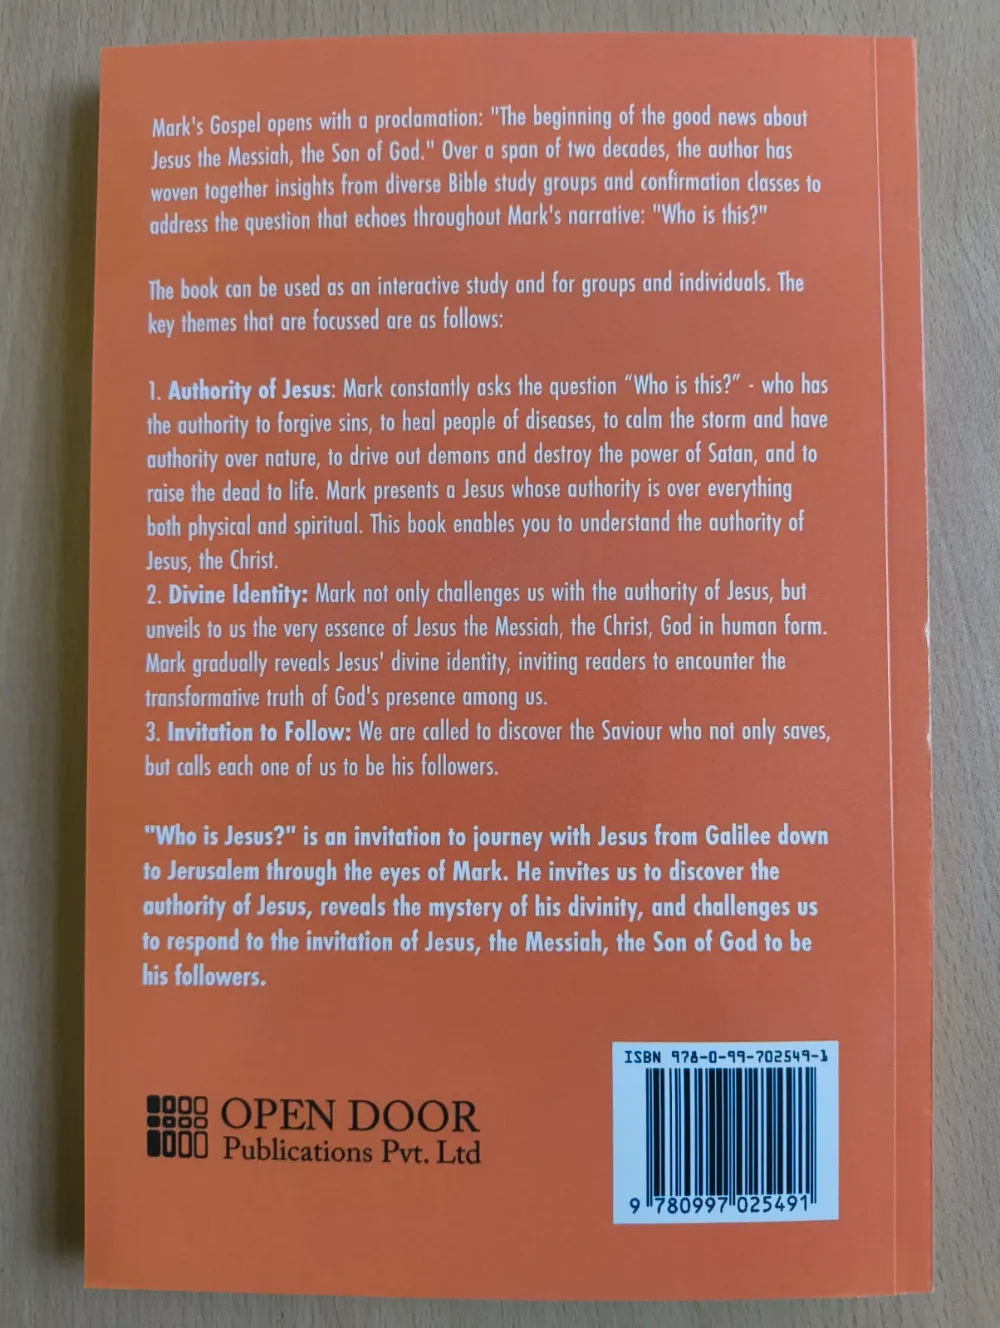 Mark's Gospel opens with a proclamation: "The beginning of the good news about
Jesus the Messiah, the Son of God." Over a span of two decades, the author has
woven together insights from diverse Bible study groups and confirmation classes to
address the question that echoes throughout Mark's narrative: "Who is this?"
The book can be used as an interactive study and for groups and individuals. The
key themes that are focussed are as follows:
1. Authority of Jesus: Mark constantly asks the question “Who is this?” - who has
the authority to forgive sins, to heal people of diseases, to calm the storm and have
authority over nature, to drive out demons and destroy the power of Satan, and to
raise the dead to life. Mark presents a Jesus whose authority is over everything
both physical and spiritual. This book enables you to understand the authority of
Jesus, the Christ.
2. Divine Identity: Mark not only challenges us with the authority of Jesus, but
unveils to us the very essence of Jesus the Messiah, the Christ, God in human form.
Mark gradually reveals Jesus' divine identity, inviting readers to encounter the
transformative truth of God's presence among us.
3. Invitation to Follow: We are called to discover the Saviour who not only saves,
but calls each one of us to be his followers.
"Who is Jesus?" is an invitation to journey with Jesus from Galilee down
to Jerusalem through the eyes of Mark. He invites us to discover the
authority of Jesus, reveals the mystery of his divinity, and challenges us
to respond to the invitation of Jesus, the Messiah, the Son of God to be
his followers.
OPEN DOOR
Publications Pvt. Ltd
ISBN 978-0-99-702549-1
9 780997 025491